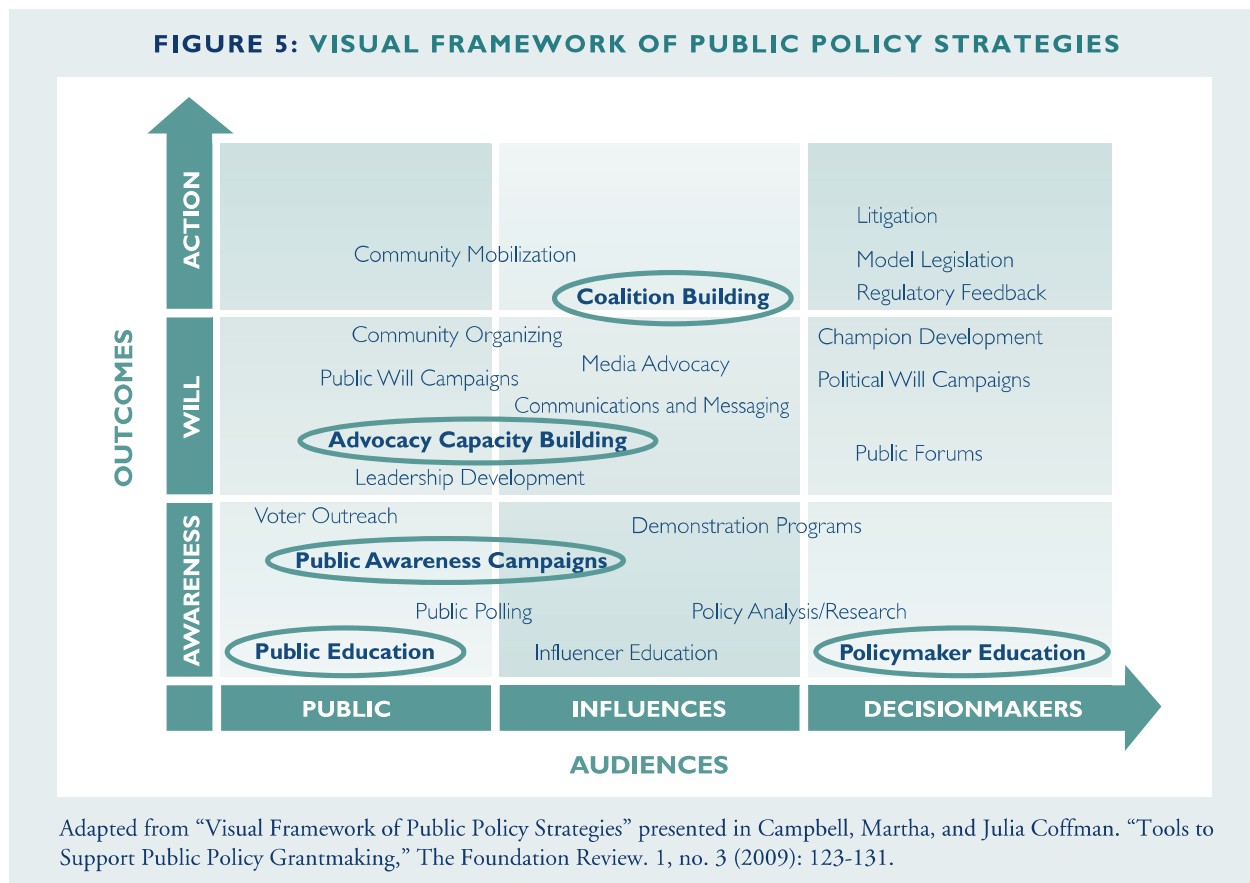 FIGURE 5: VISUAL FRAMEWORK OF PUBLIC POLICY STRATEGIES
OUTCOMES
ACTION
Community Mobilization
Coalition Building
Litigation
Model Legislation
Regulatory Feedback
WILL
Community Organizing
Public Will Campaigns
Media Advocacy
Communications and Messaging
Advocacy Capacity Building
Leadership Development
Champion Development
Political Will Campaigns
Public Forums
AWARENESS
Voter Outreach
Demonstration Programs
Public Awareness Campaigns
Public Polling
Policy Analysis/Research
Public Education
Influencer Education
Policymaker Education
PUBLIC
INFLUENCES
DECISIONMAKERS
AUDIENCES
Adapted from “Visual Framework of Public Policy Strategies” presented in Campbell, Martha, and Julia Coffman. “Tools to
Support Public Policy Grantmaking,” The Foundation Review. 1, no. 3 (2009): 123-131.